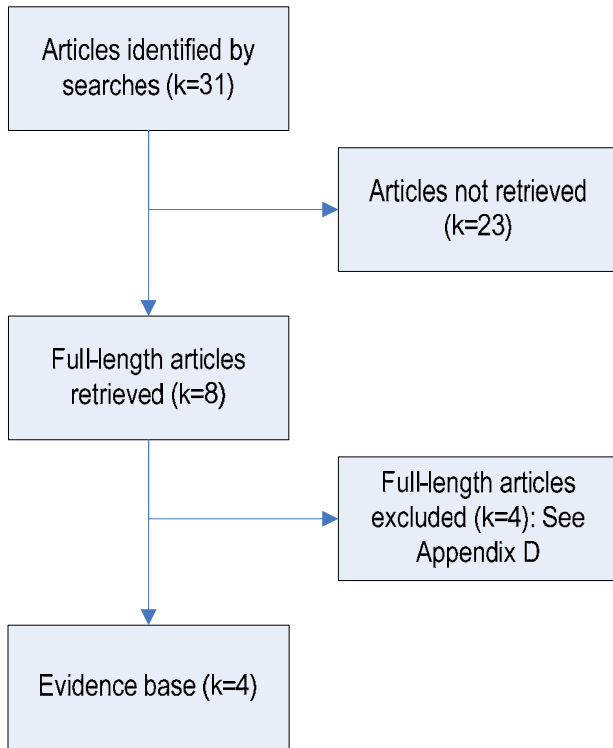 Articles identified by
searches (k=31)
Articles not retrieved
(k=23)
Full-length articles
retrieved (k=8)
Full-length articles
excluded (k=4): See
Appendix D
Evidence base (k=4)